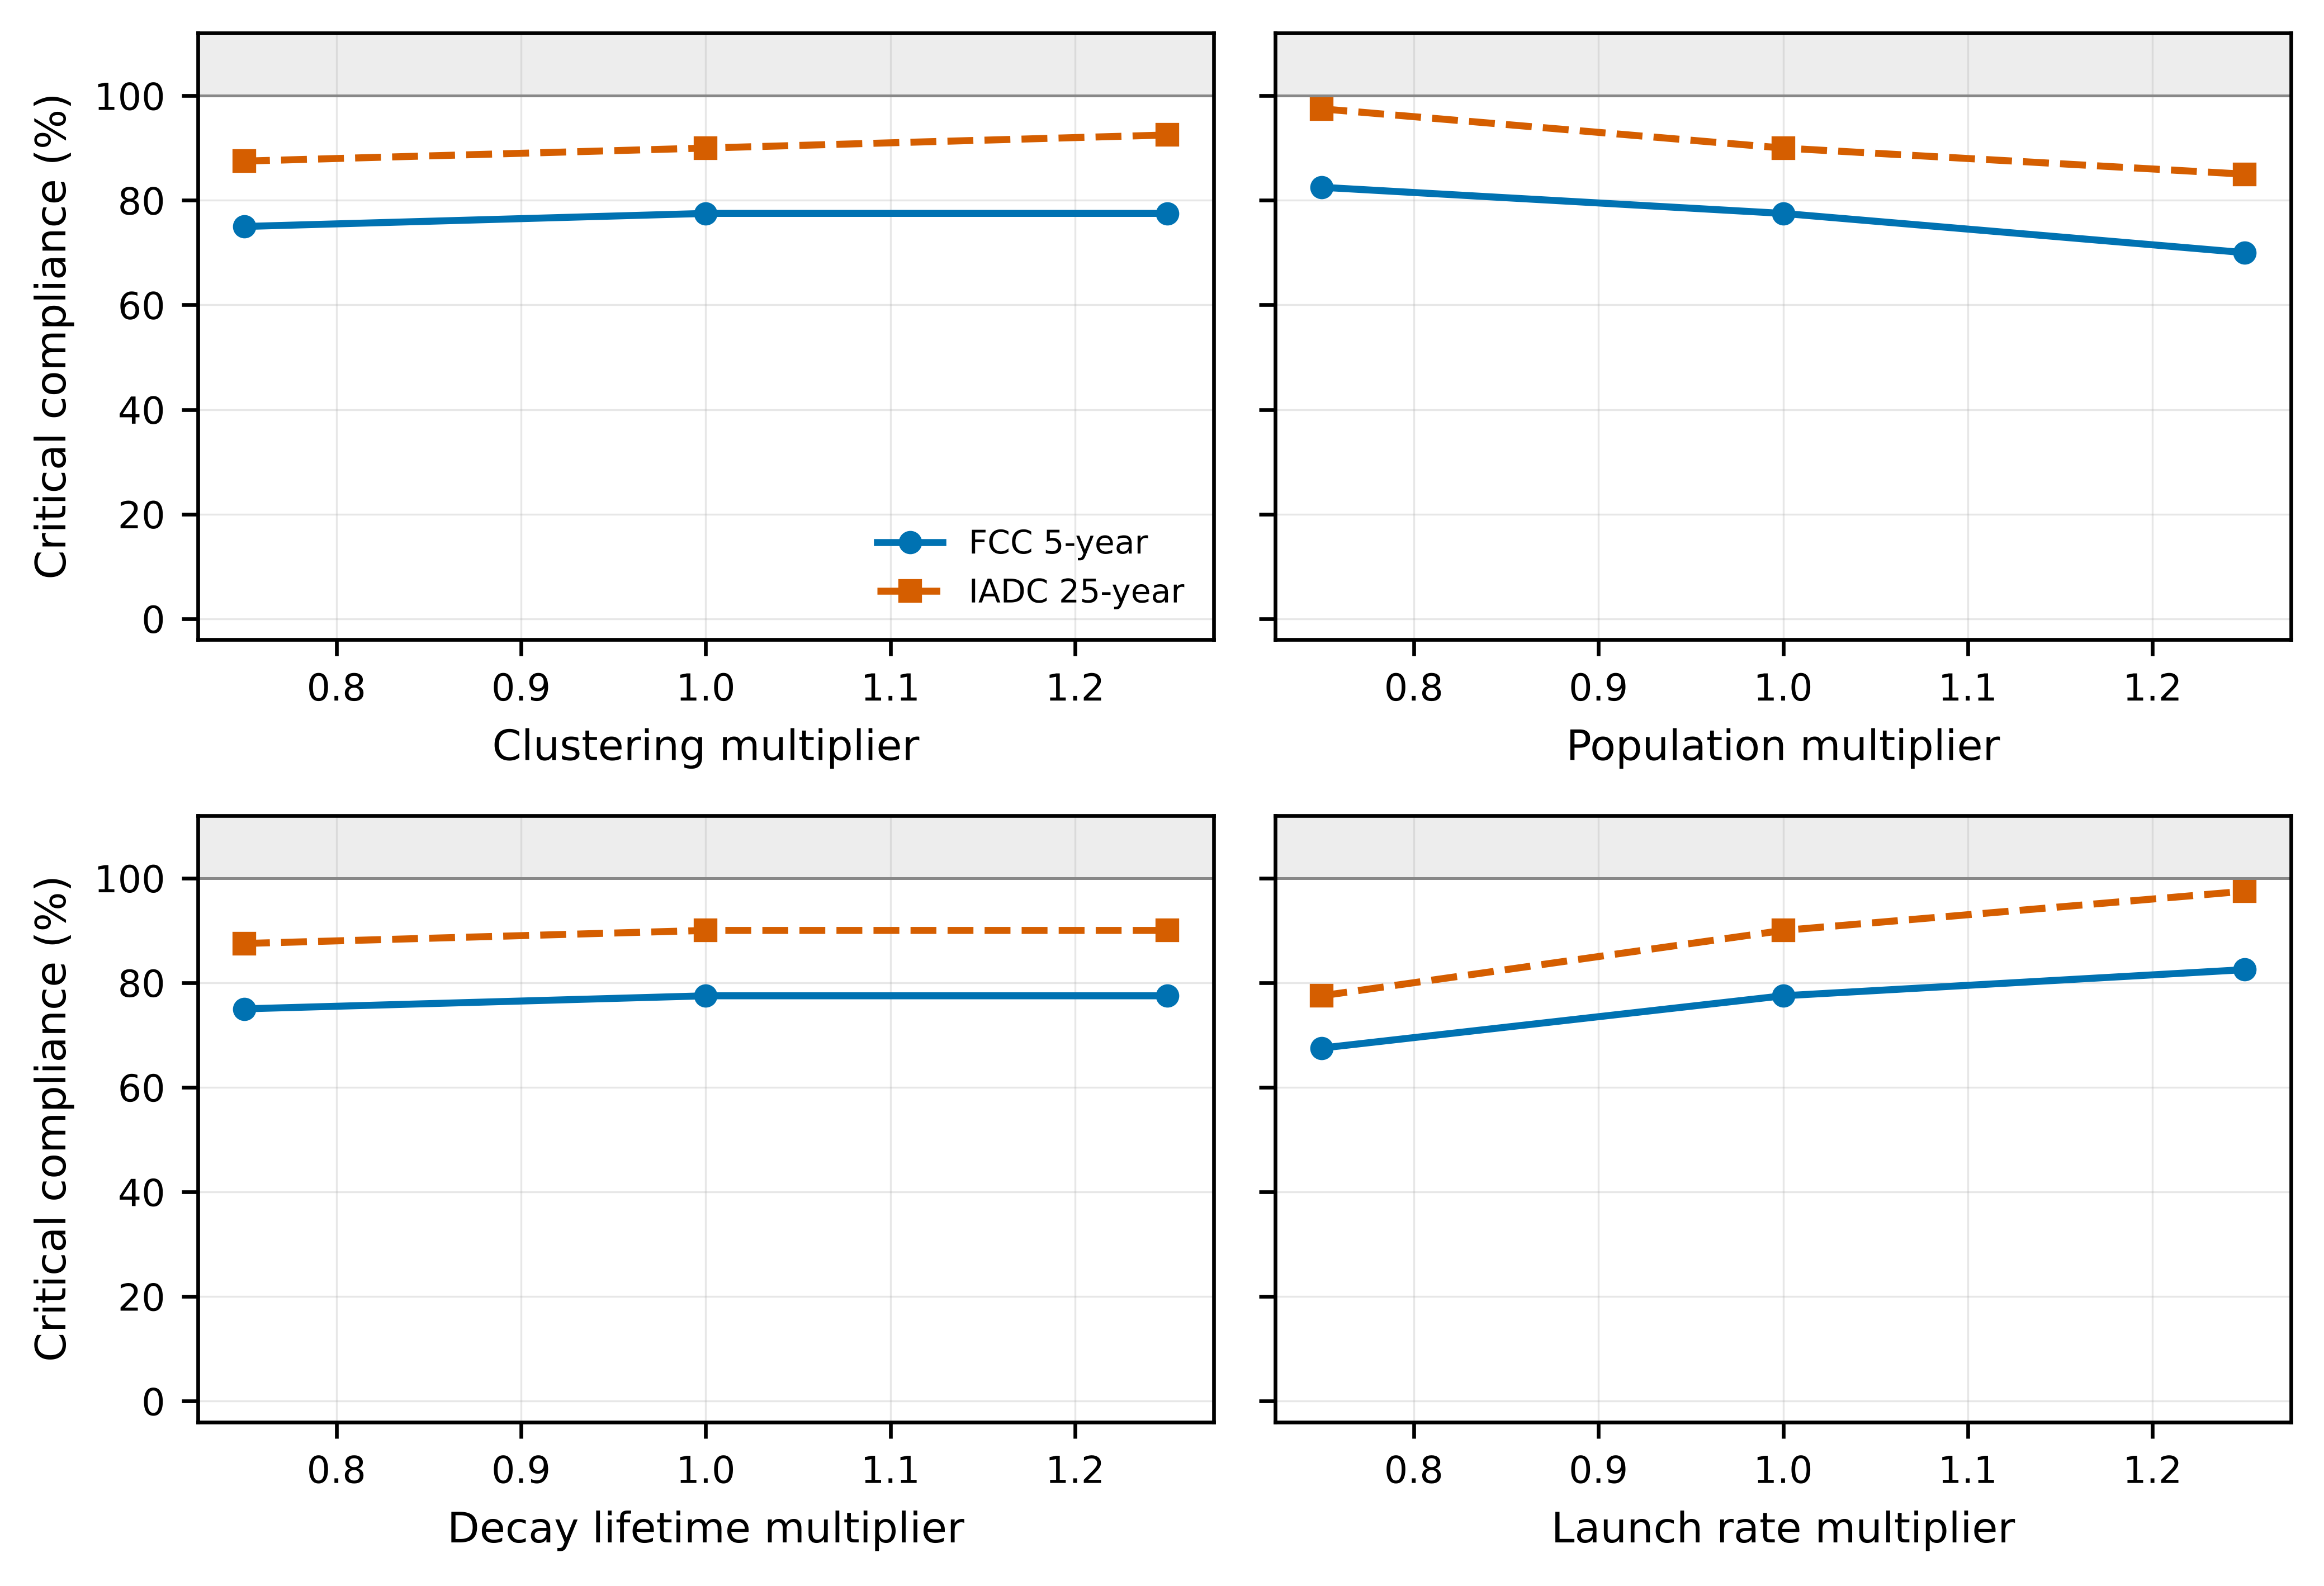 Critical compliance (%)
100
80
60
40
20
0
FCC 5-year
IADC 25-year
0.8 0.9 1.0 1.1 1.2
Clustering multiplier
0.8 0.9 1.0 1.1 1.2
Population multiplier
Critical compliance (%)
100
80
60
40
20
0
0.8 0.9 1.0 1.1 1.2
Decay lifetime multiplier
0.8 0.9 1.0 1.1 1.2
Launch rate multiplier